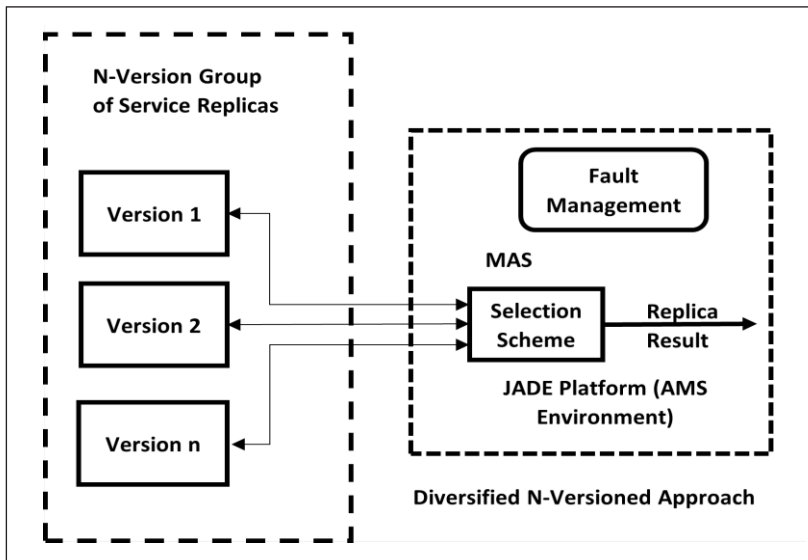 N-Version Group
of Service Replicas
Version 1
Version 2
Version n
Fault
Management
MAS
Selection
Scheme
Replica
Result
JADE Platform (AMS
Environment)
Diversified N-Versioned Approach